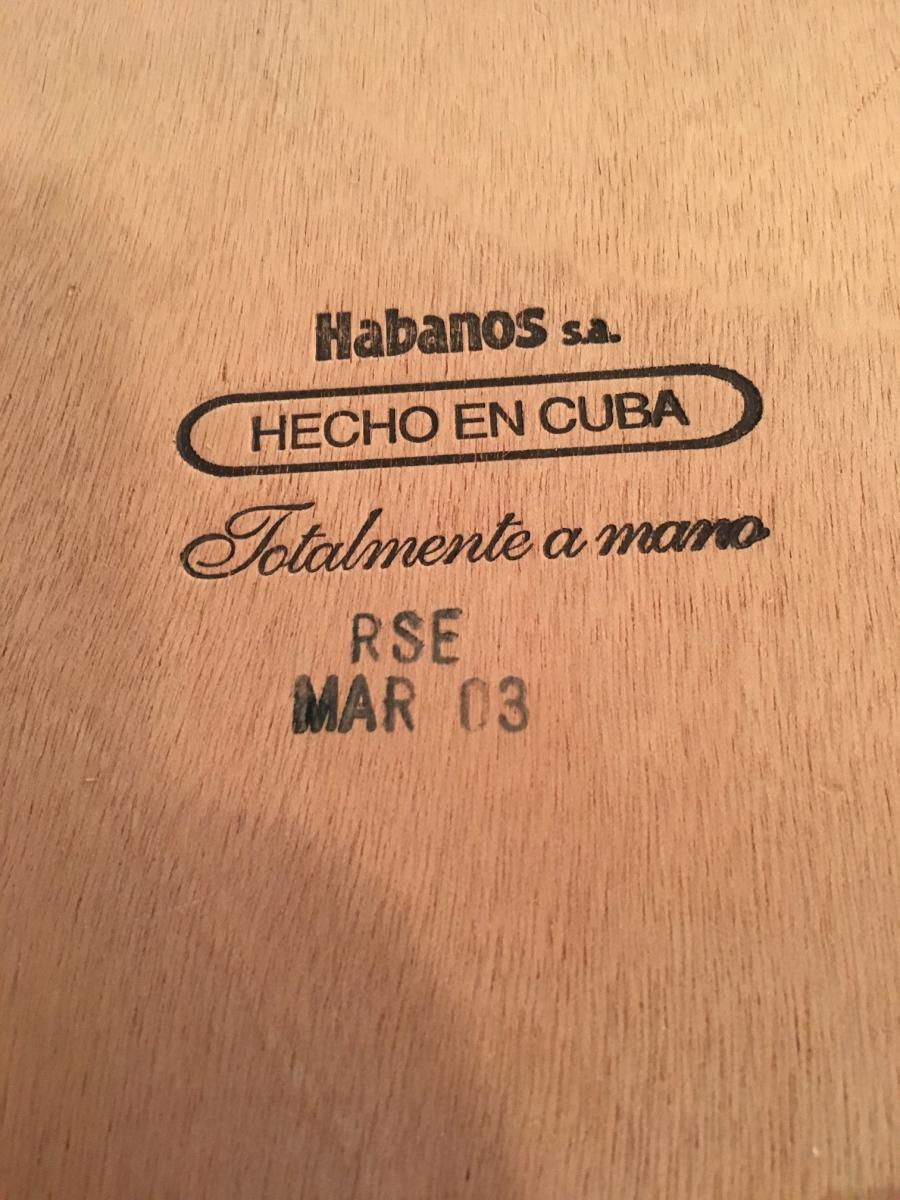 Habanos s.a.
HECHO EN CUBA
Totalmente a mano
RSE
MAR 03